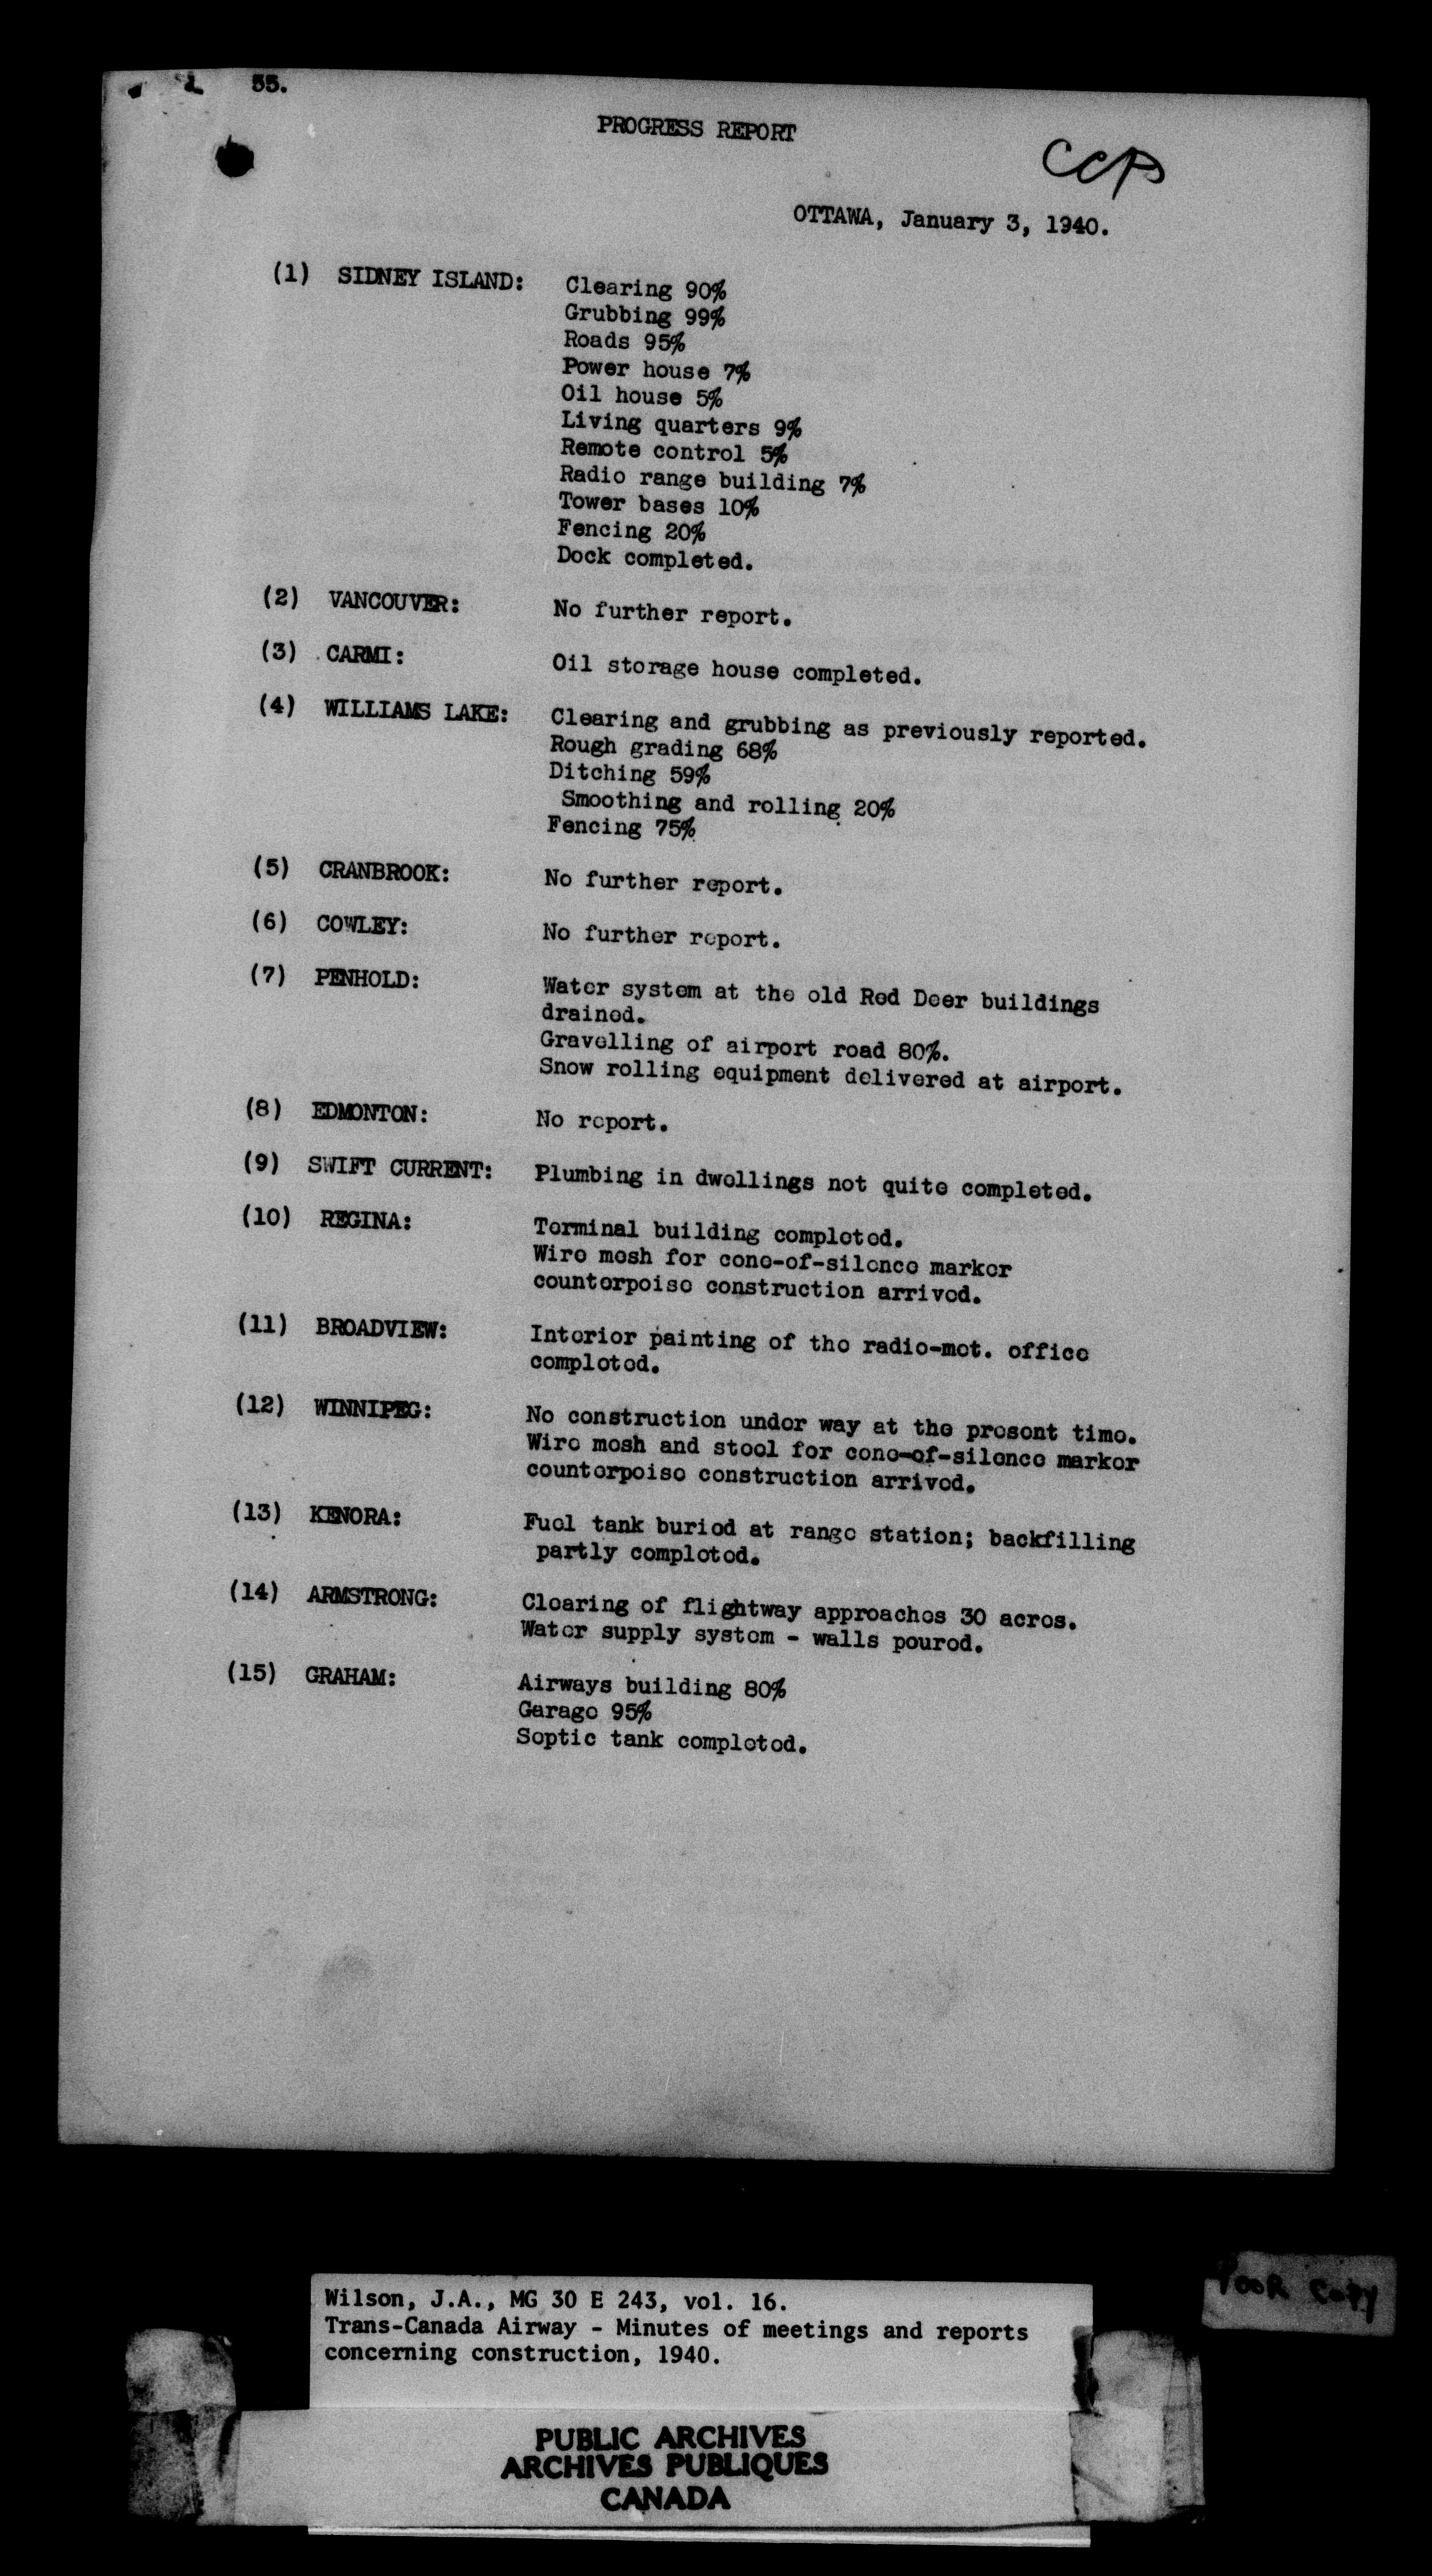 55.
PROGRESS REPORT
CCP
OTTAWA, January 3, 1940.
(1) SIDNEY ISLAND: Clearing 90%
Grubbing 99%
Roads 95%
Power house 7%
Oil house 5%
Living quarters 9%
Remote control 5%
Radio range building 7%
Tower bases 10%
Fencing 20%
Dock completed.
(2) VANCOUVER: No further report.
(3) CARMI: Oil storage house completed.
(4) WILLIAMS LAKE: Clearing and grubbing as previously reported.
Rough grading 68%
Ditching 59%
Smoothing and rolling 20%
Fencing 75%
(5) CRANBROOK: No further report.
(6) COWLEY: No further report.
(7) PENHOLD: Water system at the old Red Deer buildings
drained.
Gravelling of airport road 80%.
Snow rolling equipment delivered at airport.
(8) EDMONTON: No report.
(9) SWIFT CURRENT: Plumbing in dwellings not quite completed.
(10) REGINA: Terminal building completed.
Wire mesh for cone-of-silence marker
counterpoise construction arrived.
(11) BROADVIEW: Interior painting of the radio-met. office
completed.
(12) WINNIPEG: No construction under way at the present time.
Wire mesh and steel for cone-of-silence marker
counterpoise construction arrived.
(13) KENORA: Fuel tank buried at range station; backfilling
partly completed.
(14) ARMSTRONG: Clearing of flightway approaches 30 acres.
Water supply system - walls poured.
(15) GRAHAM: Airways building 80%
Garage 95%
Septic tank completed.
POOR COPY
Wilson, J.A., MG 30 E 243, vol. 16.
Trans-Canada Airway - Minutes of meetings and reports
concerning construction, 1940.
PUBLIC ARCHIVES
ARCHIVES PUBLIQUES
CANADA